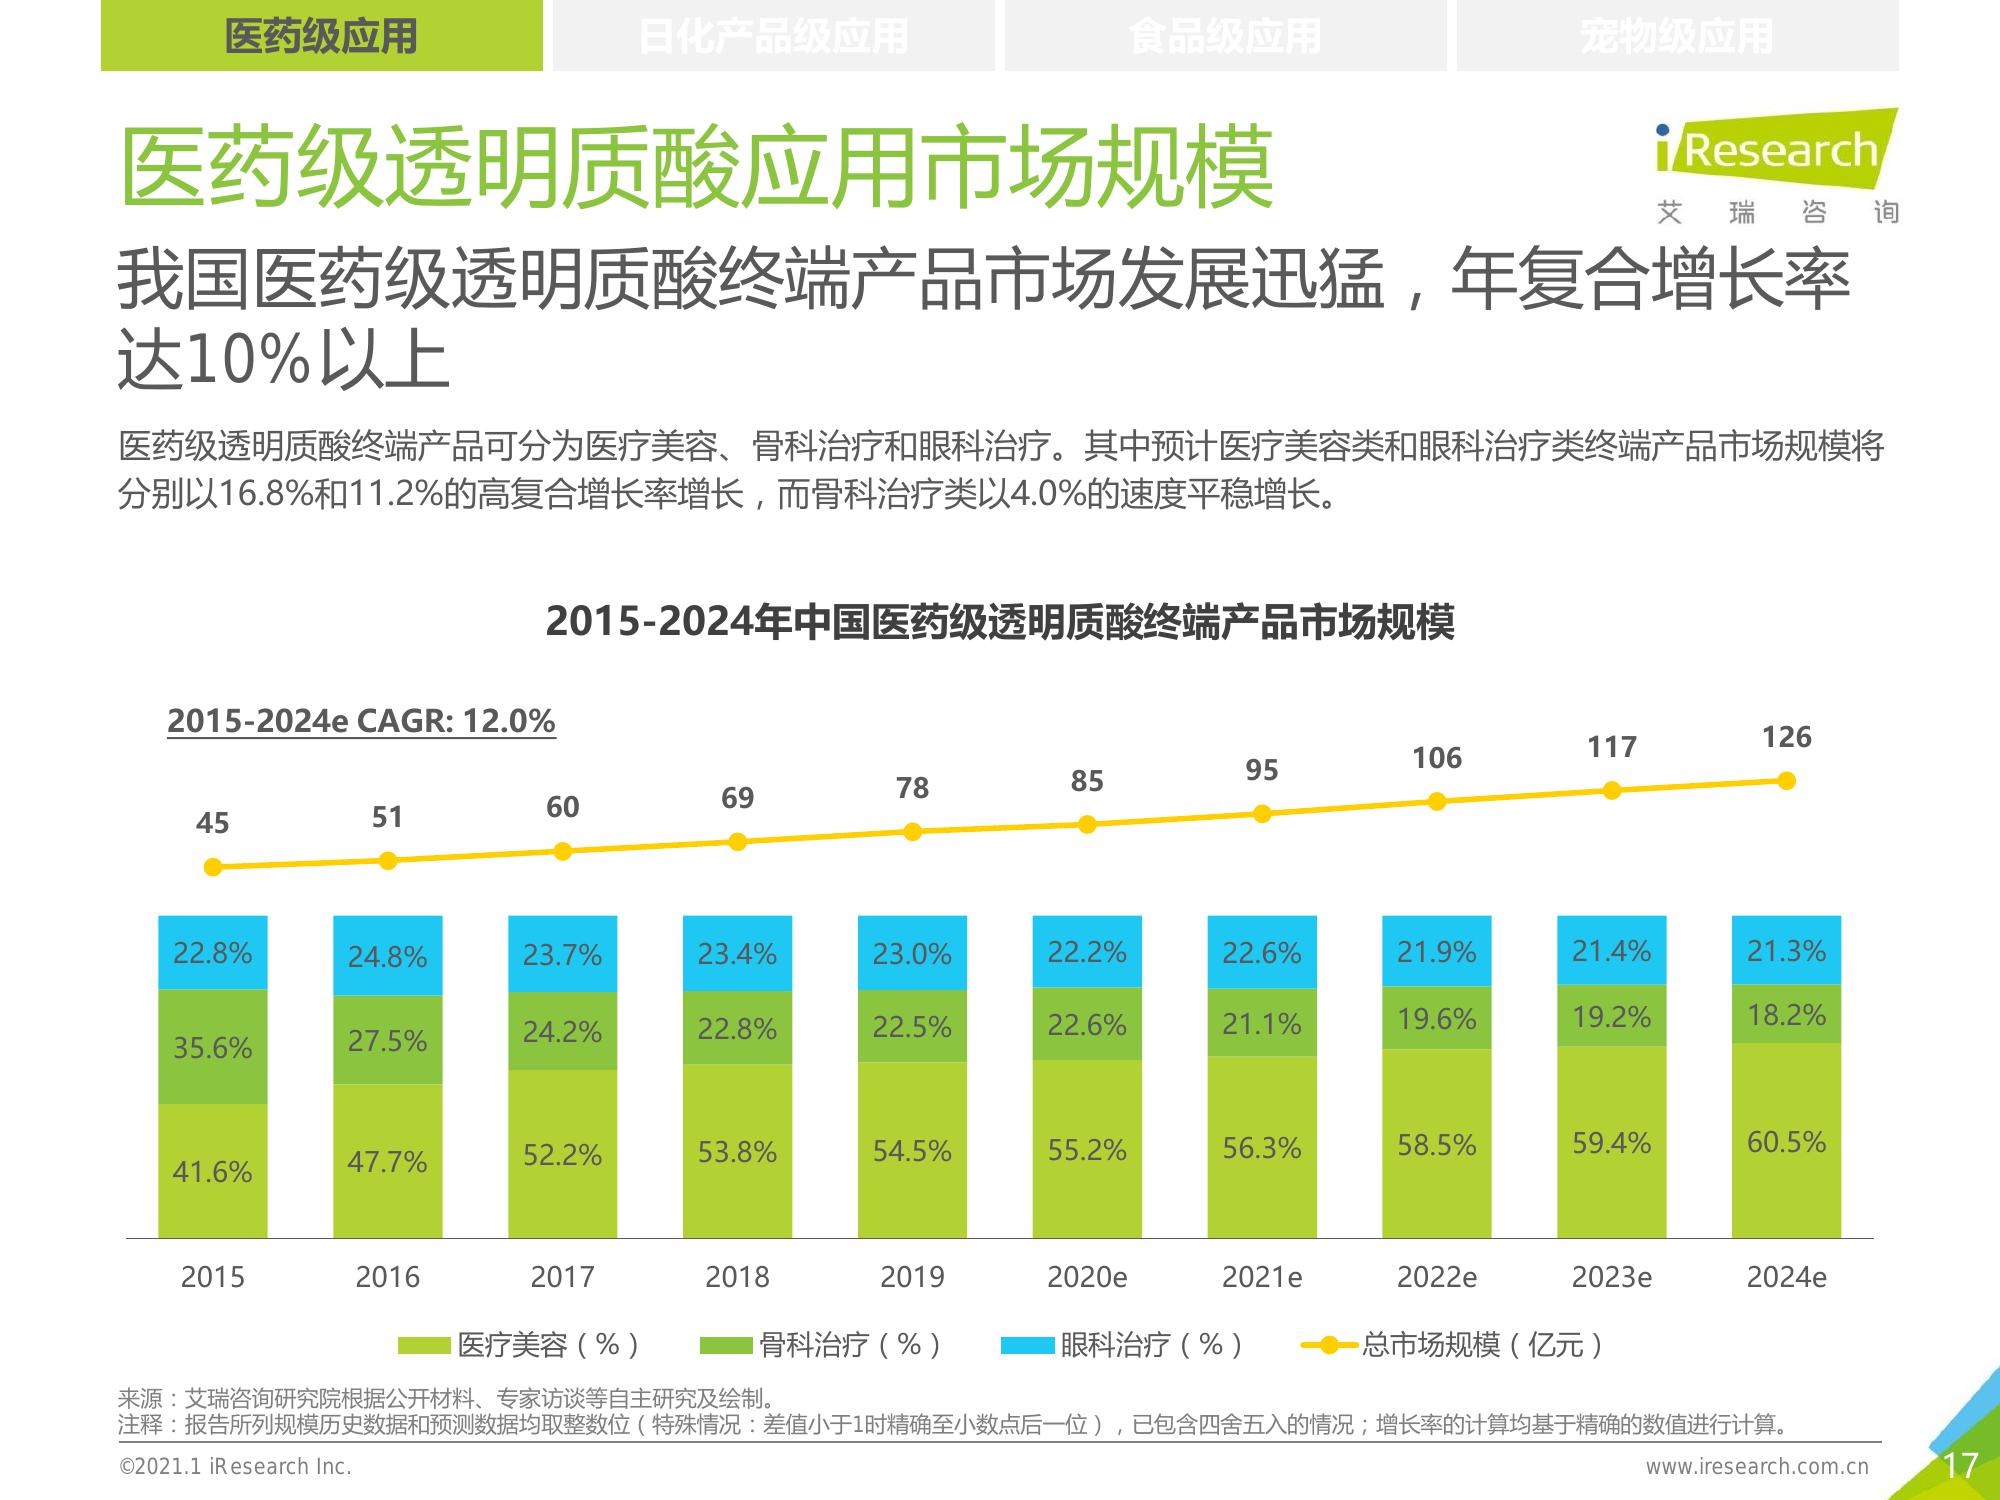 医药级应用
日化产品级应用
食品级应用
宠物级应用
医药级透明质酸应用市场规模
iResearch
艾瑞咨询
我国医药级透明质酸终端产品市场发展迅猛，年复合增长率
达10%以上
医药级透明质酸终端产品可分为医疗美容、骨科治疗和眼科治疗。其中预计医疗美容类和眼科治疗类终端产品市场规模将
分别以16.8%和11.2%的高复合增长率增长，而骨科治疗类以4.0%的速度平稳增长。
2015-2024年中国医药级透明质酸终端产品市场规模
2015-2024e CAGR: 12.0%
45 51 60 69 78 85 95 106 117 126
22.8% 24.8% 23.7% 23.4% 23.0% 22.2% 22.6% 21.9% 21.4% 21.3%
35.6% 27.5% 24.2% 22.8% 22.5% 22.6% 21.1% 19.6% 19.2% 18.2%
41.6% 47.7% 52.2% 53.8% 54.5% 55.2% 56.3% 58.5% 59.4% 60.5%
2015 2016 2017 2018 2019 2020e 2021e 2022e 2023e 2024e
医疗美容（%） 骨科治疗（%） 眼科治疗（%） 总市场规模（亿元）
来源：艾瑞咨询研究院根据公开材料、专家访谈等自主研究及绘制。
注释：报告所列规模历史数据和预测数据均取整数位（特殊情况：差值小于1时精确至小数点后一位），已包含四舍五入的情况；增长率的计算均基于精确的数值进行计算。
©2021.1 iResearch Inc.
www.iresearch.com.cn
17